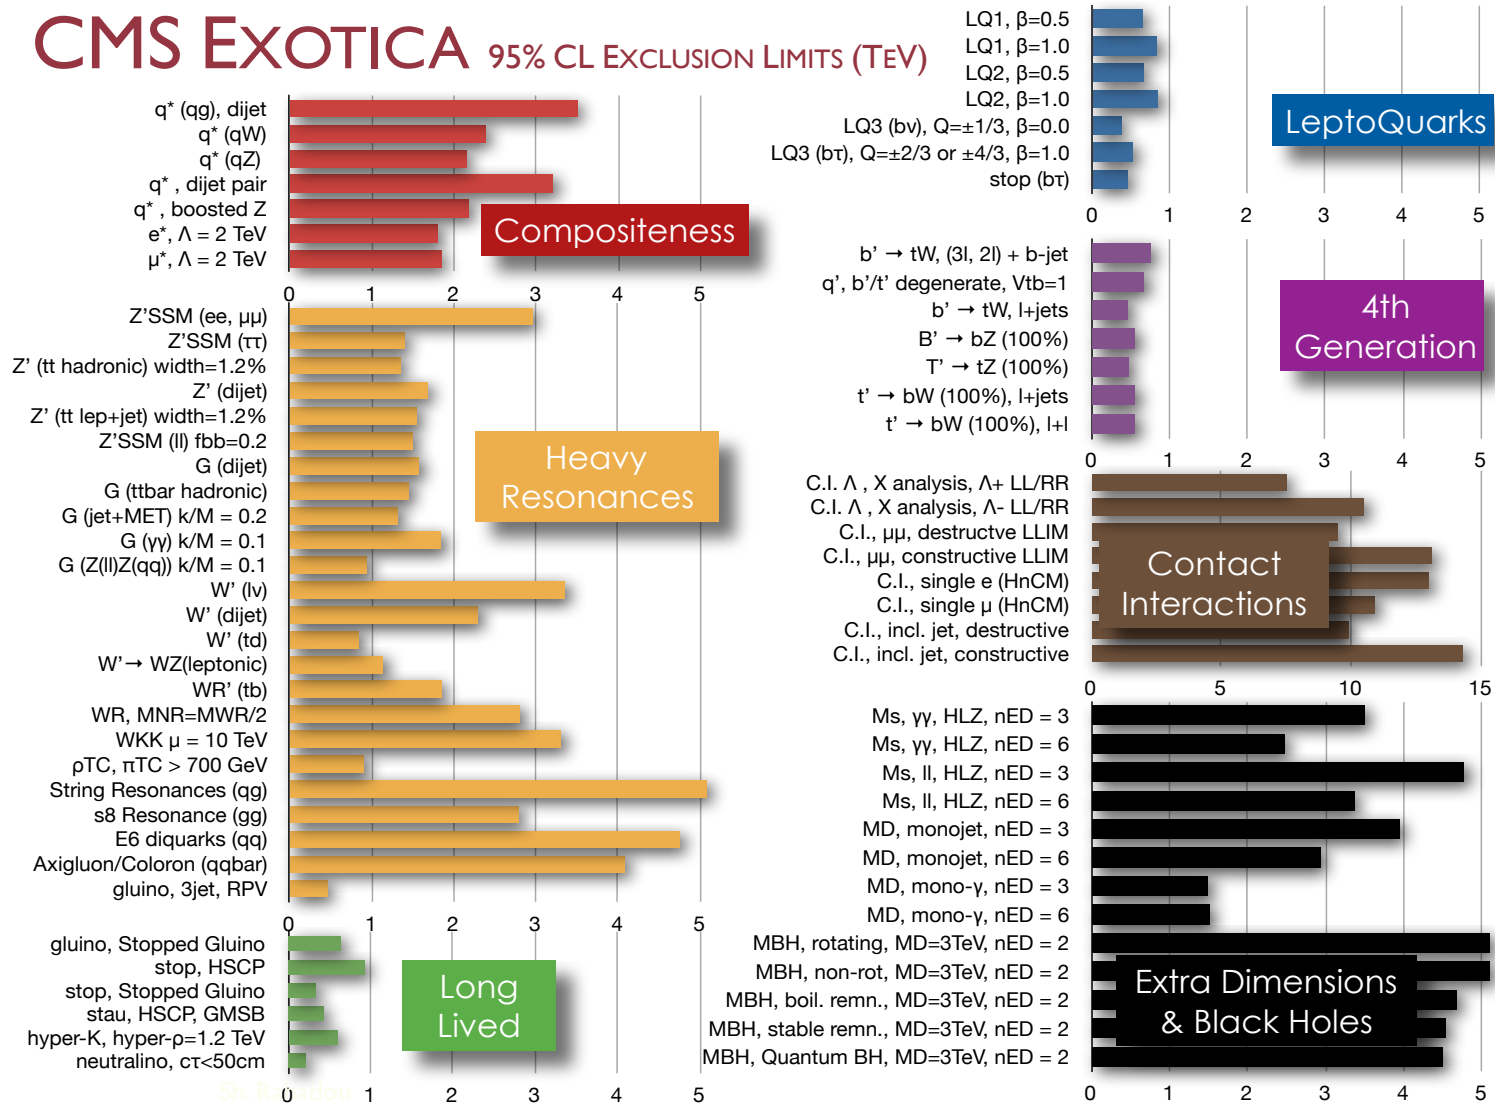 CMS EXOTICA 95% CL EXCLUSION LIMITS (TEV)
q* (qg), dijet
q* (qW)
q* (qZ)
q* , dijet pair
q* , boosted Z
e*, Λ = 2 TeV
μ*, Λ = 2 TeV
Compositeness
0 1 2 3 4 5
Z'SSM (ee, μμ)
Z'SSM (ττ)
Z' (tt hadronic) width=1.2%
Z' (dijet)
Z' (tt lep+jet) width=1.2%
Z'SSM (ll) fbb=0.2
G (dijet)
G (ttbar hadronic)
G (jet+MET) k/M = 0.2
G (γγ) k/M = 0.1
G (Z(ll)Z(qq)) k/M = 0.1
W' (lν)
W' (dijet)
W' (td)
W'→ WZ(leptonic)
WR' (tb)
WR, MNR=MWR/2
WKK μ = 10 TeV
ρTC, πTC > 700 GeV
String Resonances (qg)
s8 Resonance (gg)
E6 diquarks (qq)
Axigluon/Coloron (qqbar)
gluino, 3jet, RPV
Heavy
Resonances
0 1 2 3 4 5
gluino, Stopped Gluino
stop, HSCP
stop, Stopped Gluino
stau, HSCP, GMSB
hyper-K, hyper-ρ=1.2 TeV
neutralino, cτ<50cm
Long
Lived
0 1 2 3 4 5
LQ1, β=0.5
LQ1, β=1.0
LQ2, β=0.5
LQ2, β=1.0
LQ3 (bν), Q=±1/3, β=0.0
LQ3 (bτ), Q=±2/3 or ±4/3, β=1.0
stop (bτ)
LeptoQuarks
0 1 2 3 4 5
b' → tW, (3l, 2l) + b-jet
q', b'/t' degenerate, Vtb=1
b' → tW, l+jets
B' → bZ (100%)
T' → tZ (100%)
t' → bW (100%), l+jets
t' → bW (100%), l+l
4th
Generation
0 1 2 3 4 5
C.I. Λ , X analysis, Λ+ LL/RR
C.I. Λ , X analysis, Λ- LL/RR
C.I., μμ, destructve LLIM
C.I., μμ, constructive LLIM
C.I., single e (HnCM)
C.I., single μ (HnCM)
C.I., incl. jet, destructive
C.I., incl. jet, constructive
Contact
Interactions
0 5 10 15
Ms, γγ, HLZ, nED = 3
Ms, γγ, HLZ, nED = 6
Ms, ll, HLZ, nED = 3
Ms, ll, HLZ, nED = 6
MD, monojet, nED = 3
MD, monojet, nED = 6
MD, mono-γ, nED = 3
MD, mono-γ, nED = 6
MBH, rotating, MD=3TeV, nED = 2
MBH, non-rot, MD=3TeV, nED = 2
MBH, boil. remn., MD=3TeV, nED = 2
MBH, stable remn., MD=3TeV, nED = 2
MBH, Quantum BH, MD=3TeV, nED = 2
Extra Dimensions
& Black Holes
0 1 2 3 4 5